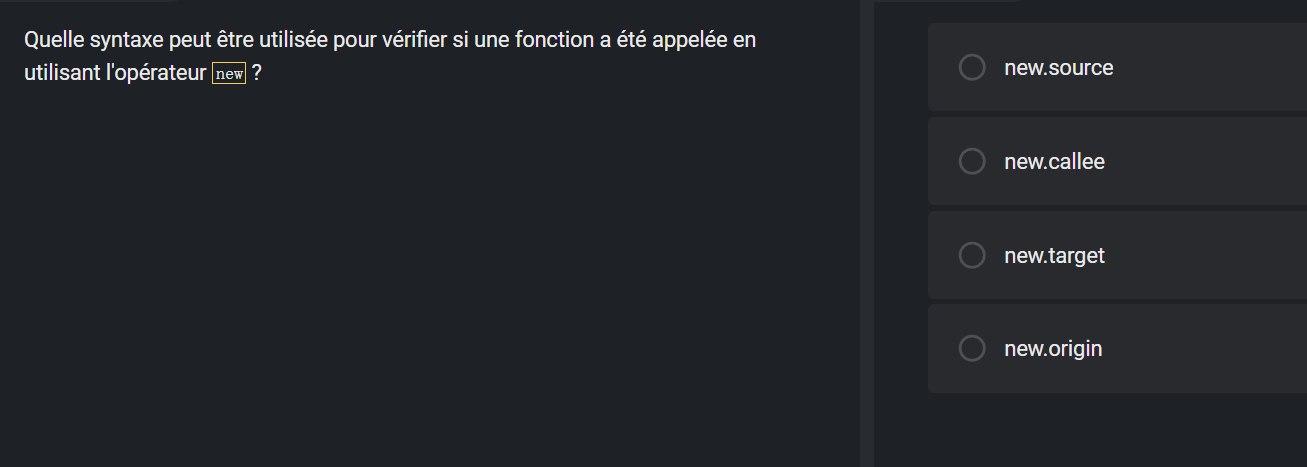 Quelle syntaxe peut être utilisée pour vérifier si une fonction a été appelée en
utilisant l'opérateur new ?
new.source
new.callee
new.target
new.origin